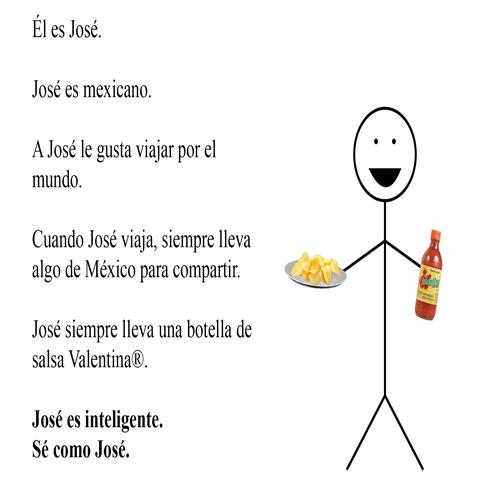 Él es José.
José es mexicano.
A José le gusta viajar por el
mundo.
Cuando José viaja, siempre lleva
algo de México para compartir.
José siempre lleva una botella de
salsa Valentina®.
José es inteligente.
Sé como José.